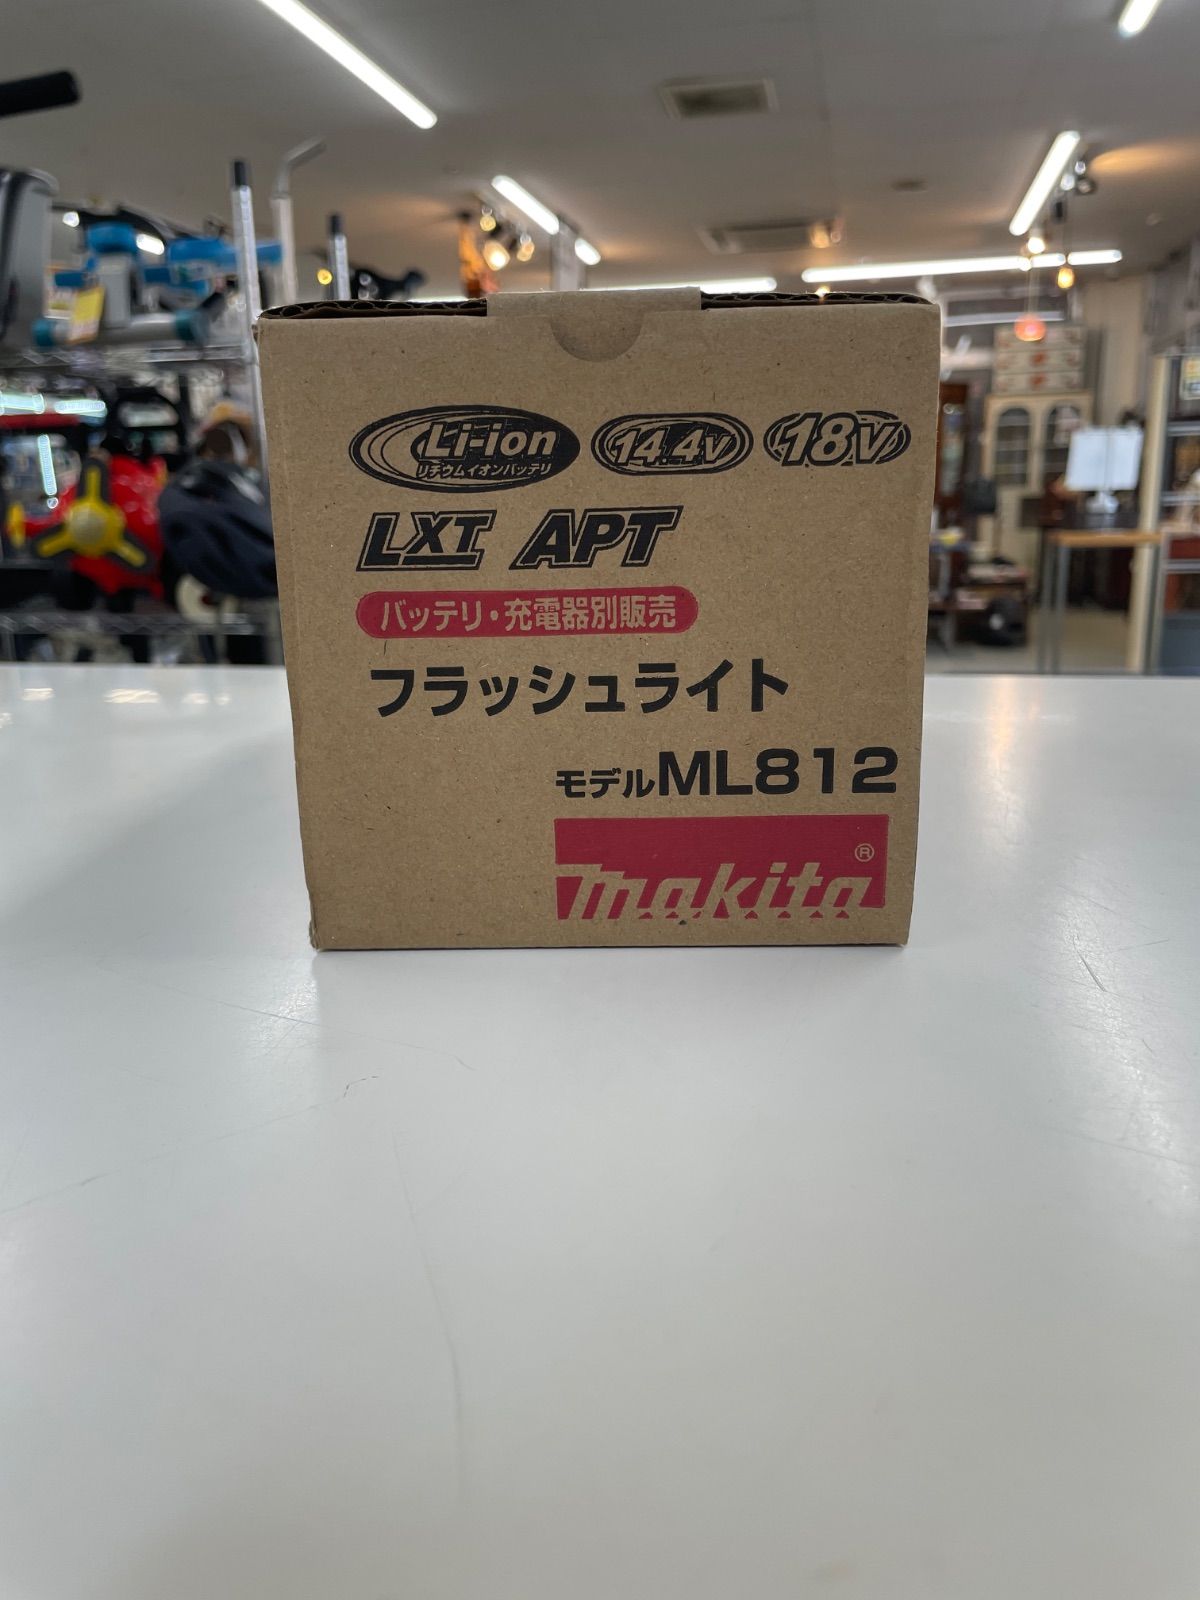 Li-ion 14.4V 18V
リチウムイオンバッテリ
LXT APT
バッテリ・充電器別販売
フラッシュライト
モデルML812
makita®